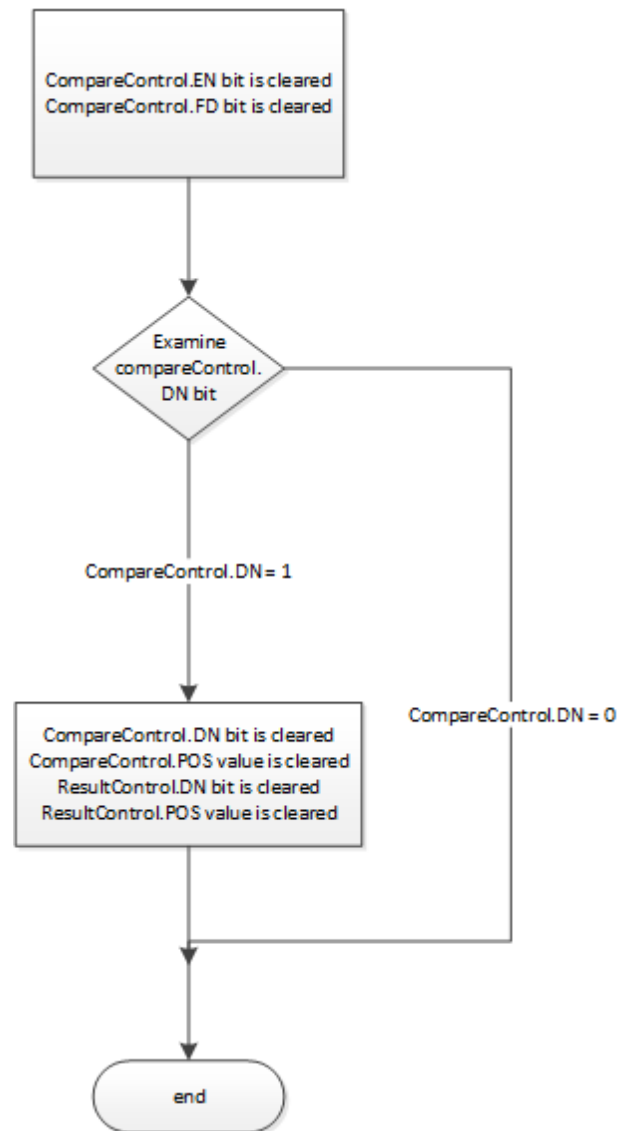 CompareControl.EN bit is cleared
CompareControl.FD bit is cleared
Examine
compareControl.
DN bit
CompareControl.DN = 1
CompareControl.DN = 0
CompareControl.DN bit is cleared
CompareControl.POS value is cleared
ResultControl.DN bit is cleared
ResultControl.POS value is cleared
end